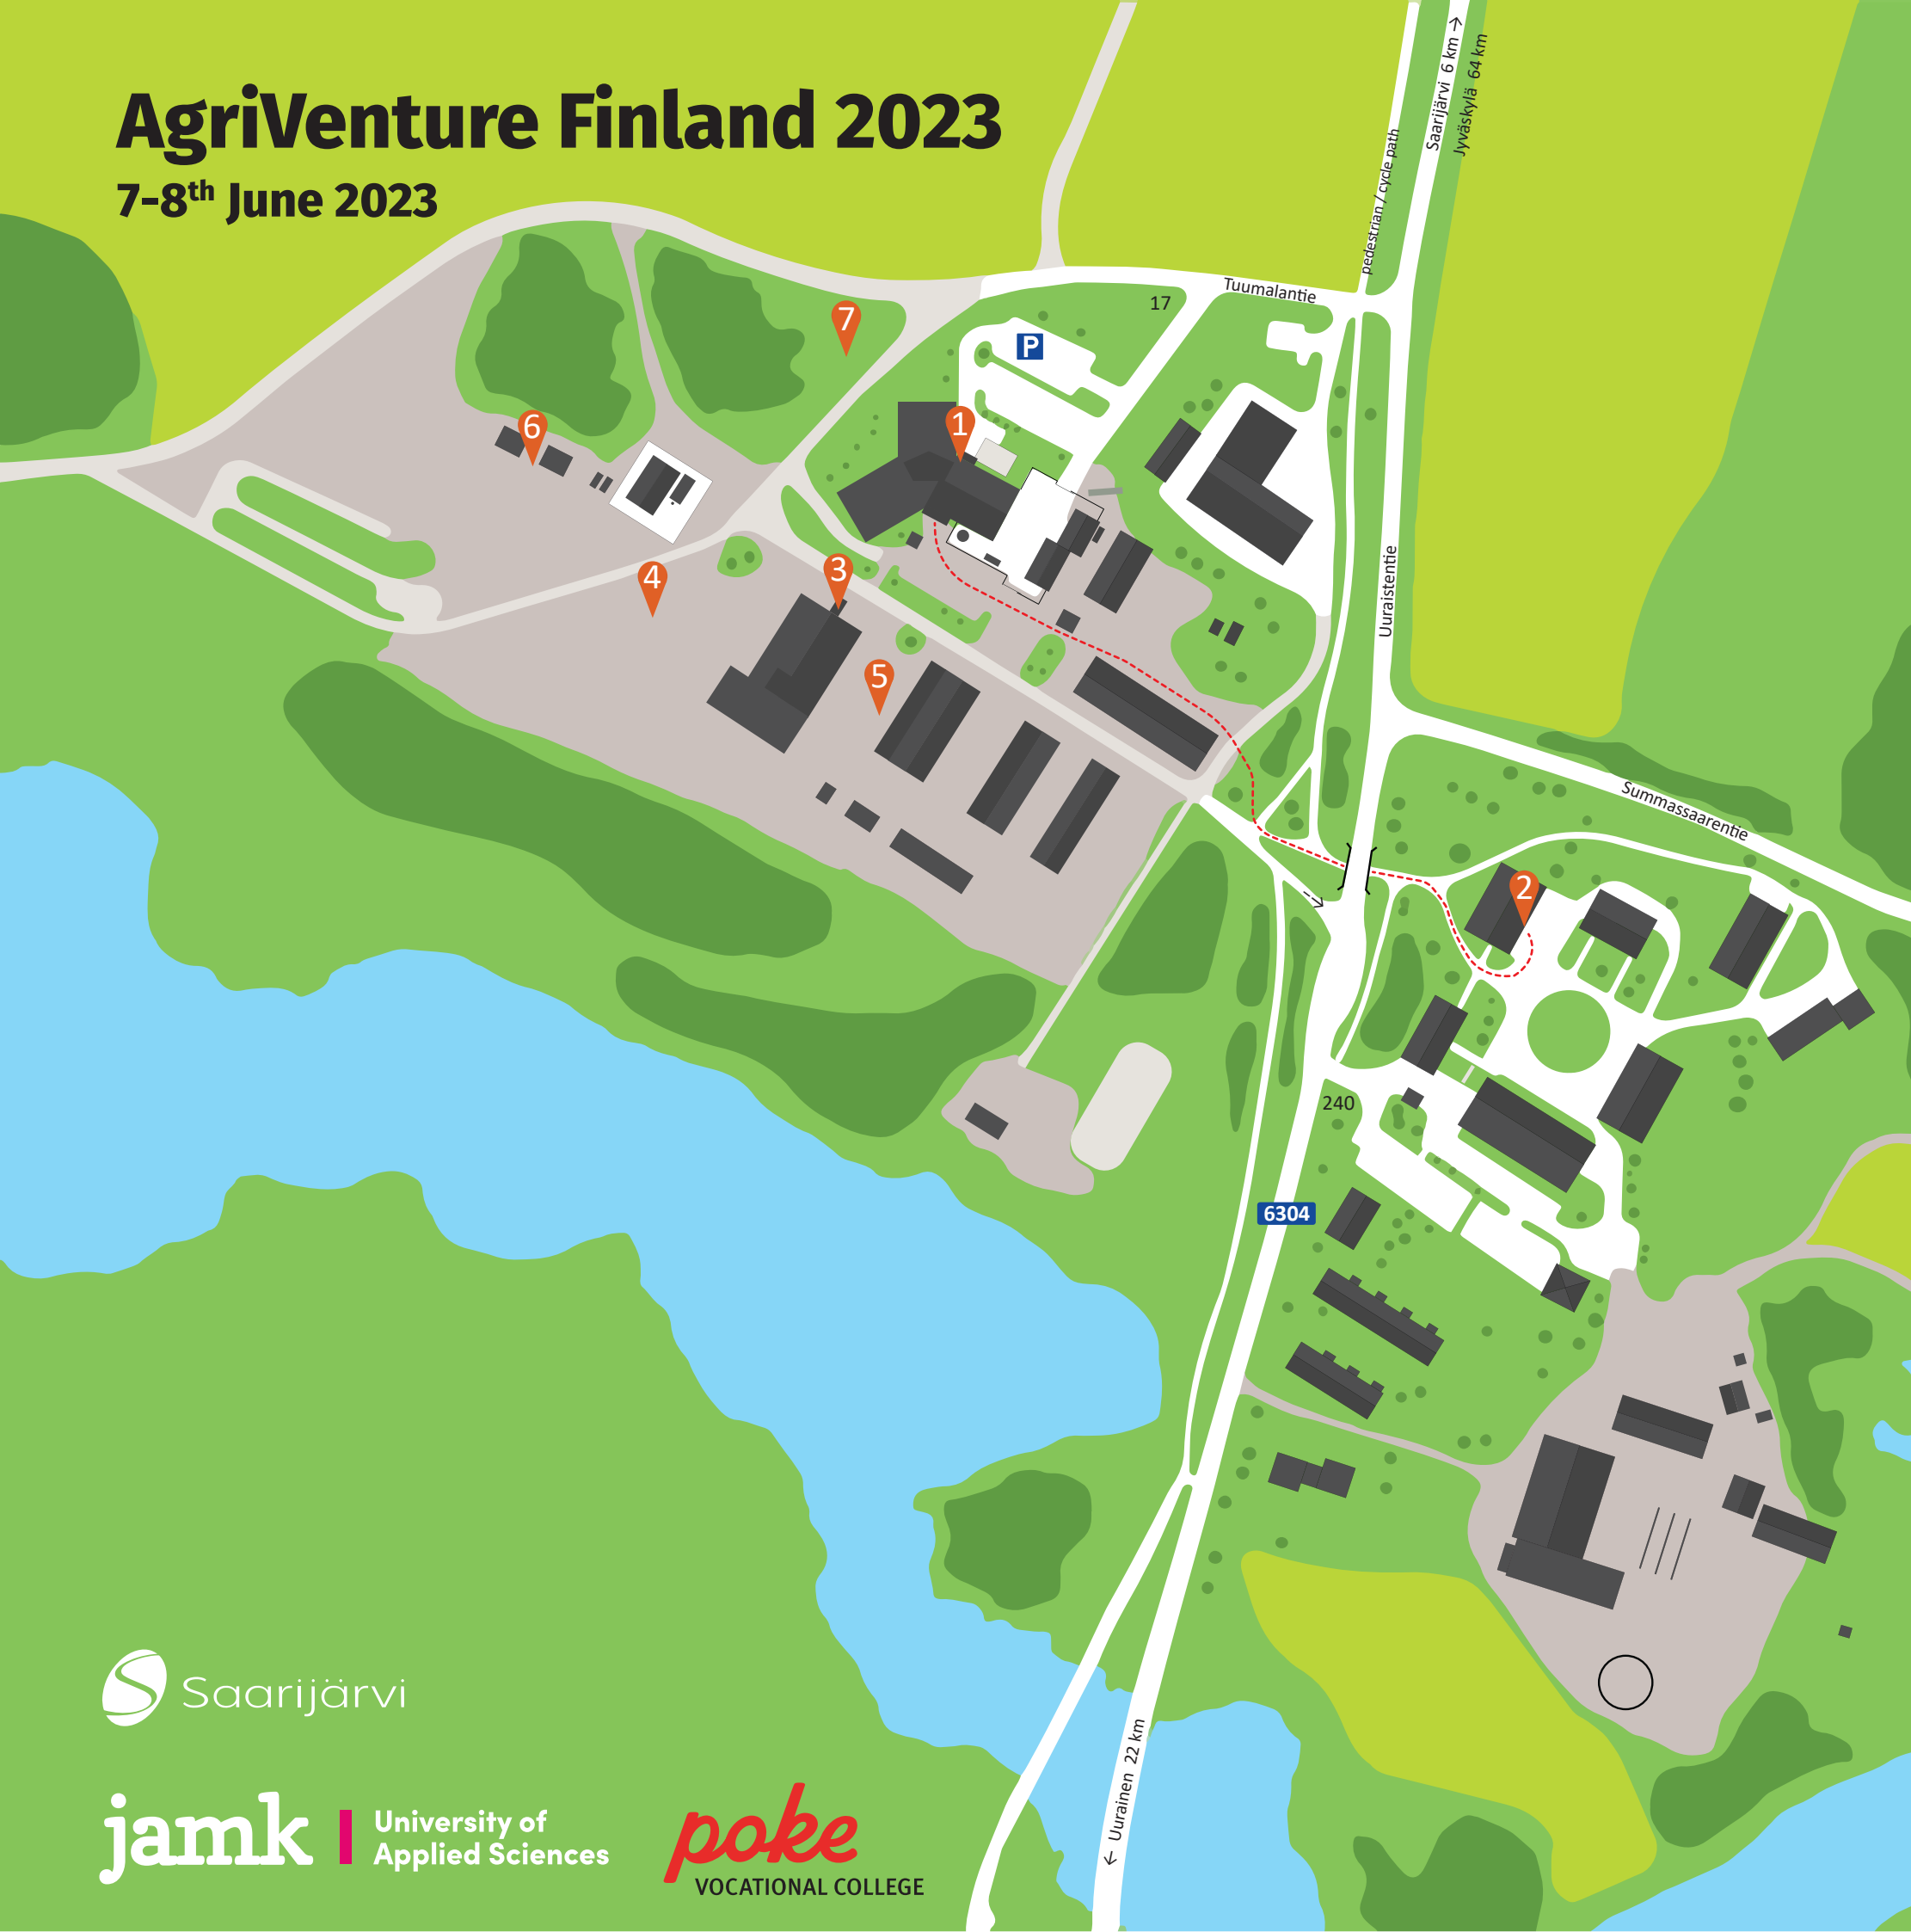 AgriVenture Finland 2023
7-8th June 2023
Saarijärvi 6 km →
Jyväskylä 64 km
pedestrian / cycle path
Tuumalantie
17
7
P
1
6
3
4
5
Uuraistentie
Summassaarentie
2
240
6304
Saarijärvi
← Uurainen 22 km
jamk
University of
Applied Sciences
poke
VOCATIONAL COLLEGE